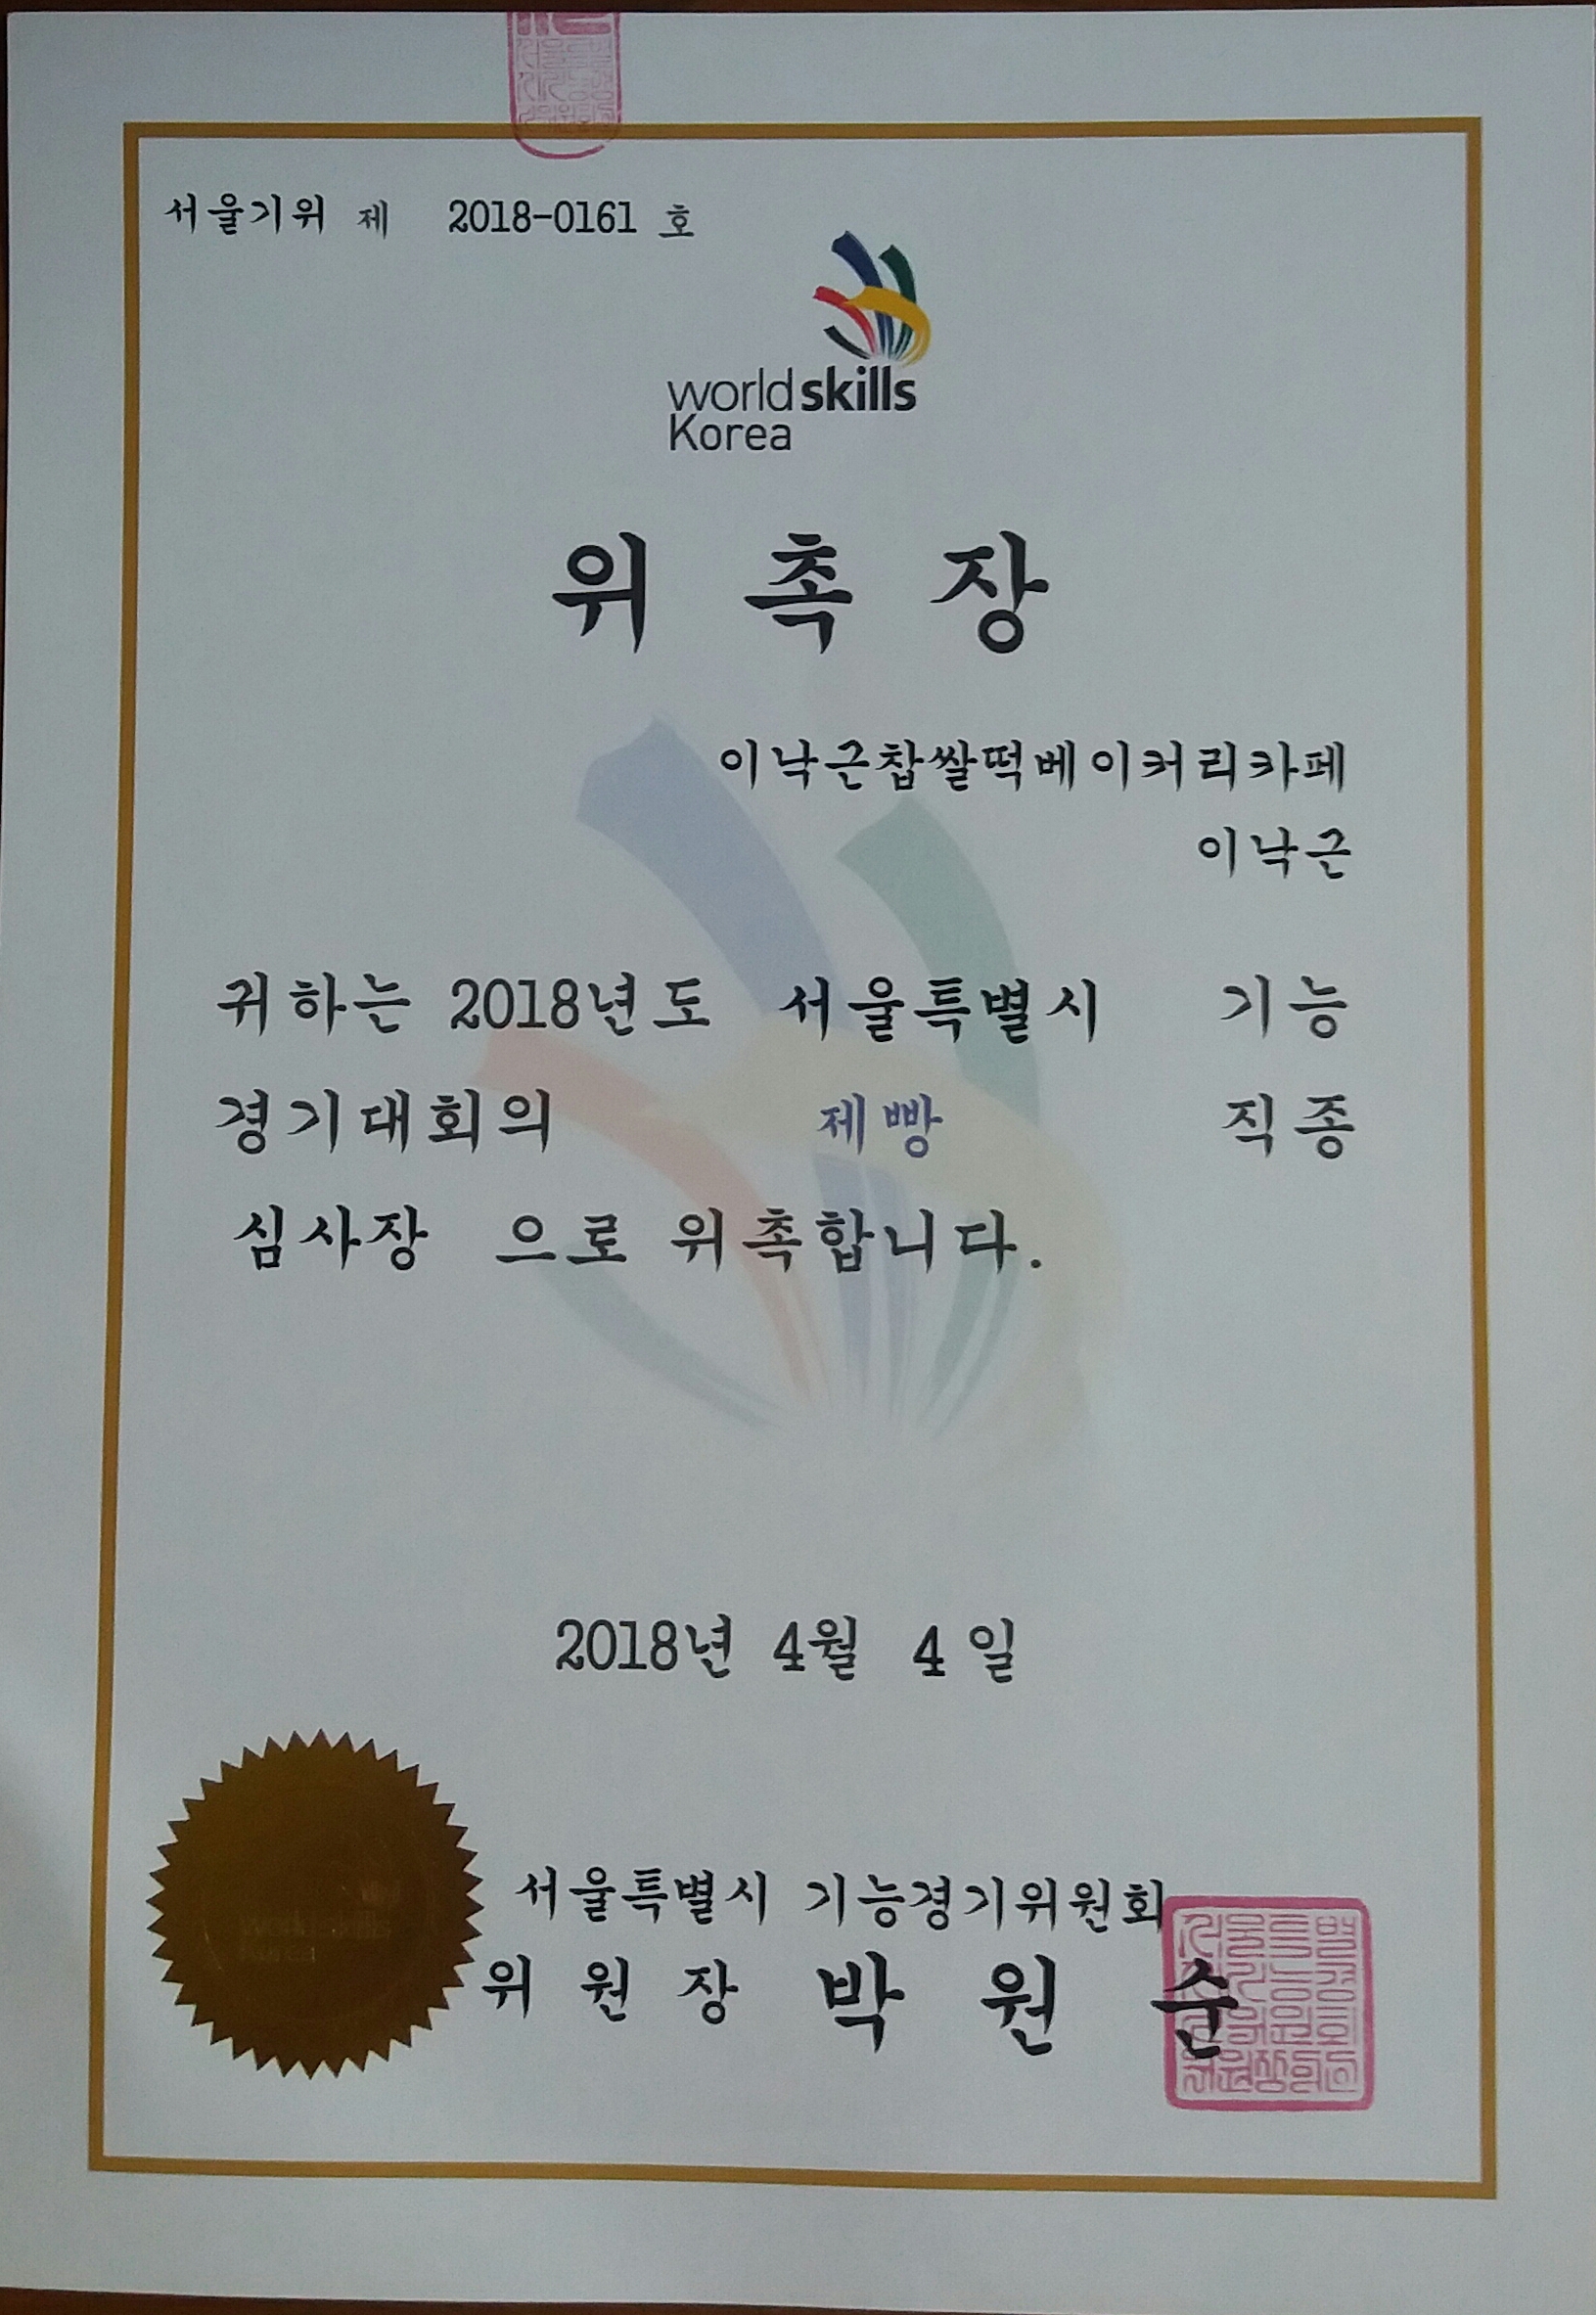 서울기위 제 2018-0161 호
worldskills
Korea
위 촉 장
이낙근찹쌀떡베이커리카페
이낙근
귀하는 2018년도 서울특별시 기능
경기대회의 제빵 직종
심사장 으로 위촉합니다.
2018년 4월 4일
서울특별시 기능경기위원회
위 원 장 박 원 순